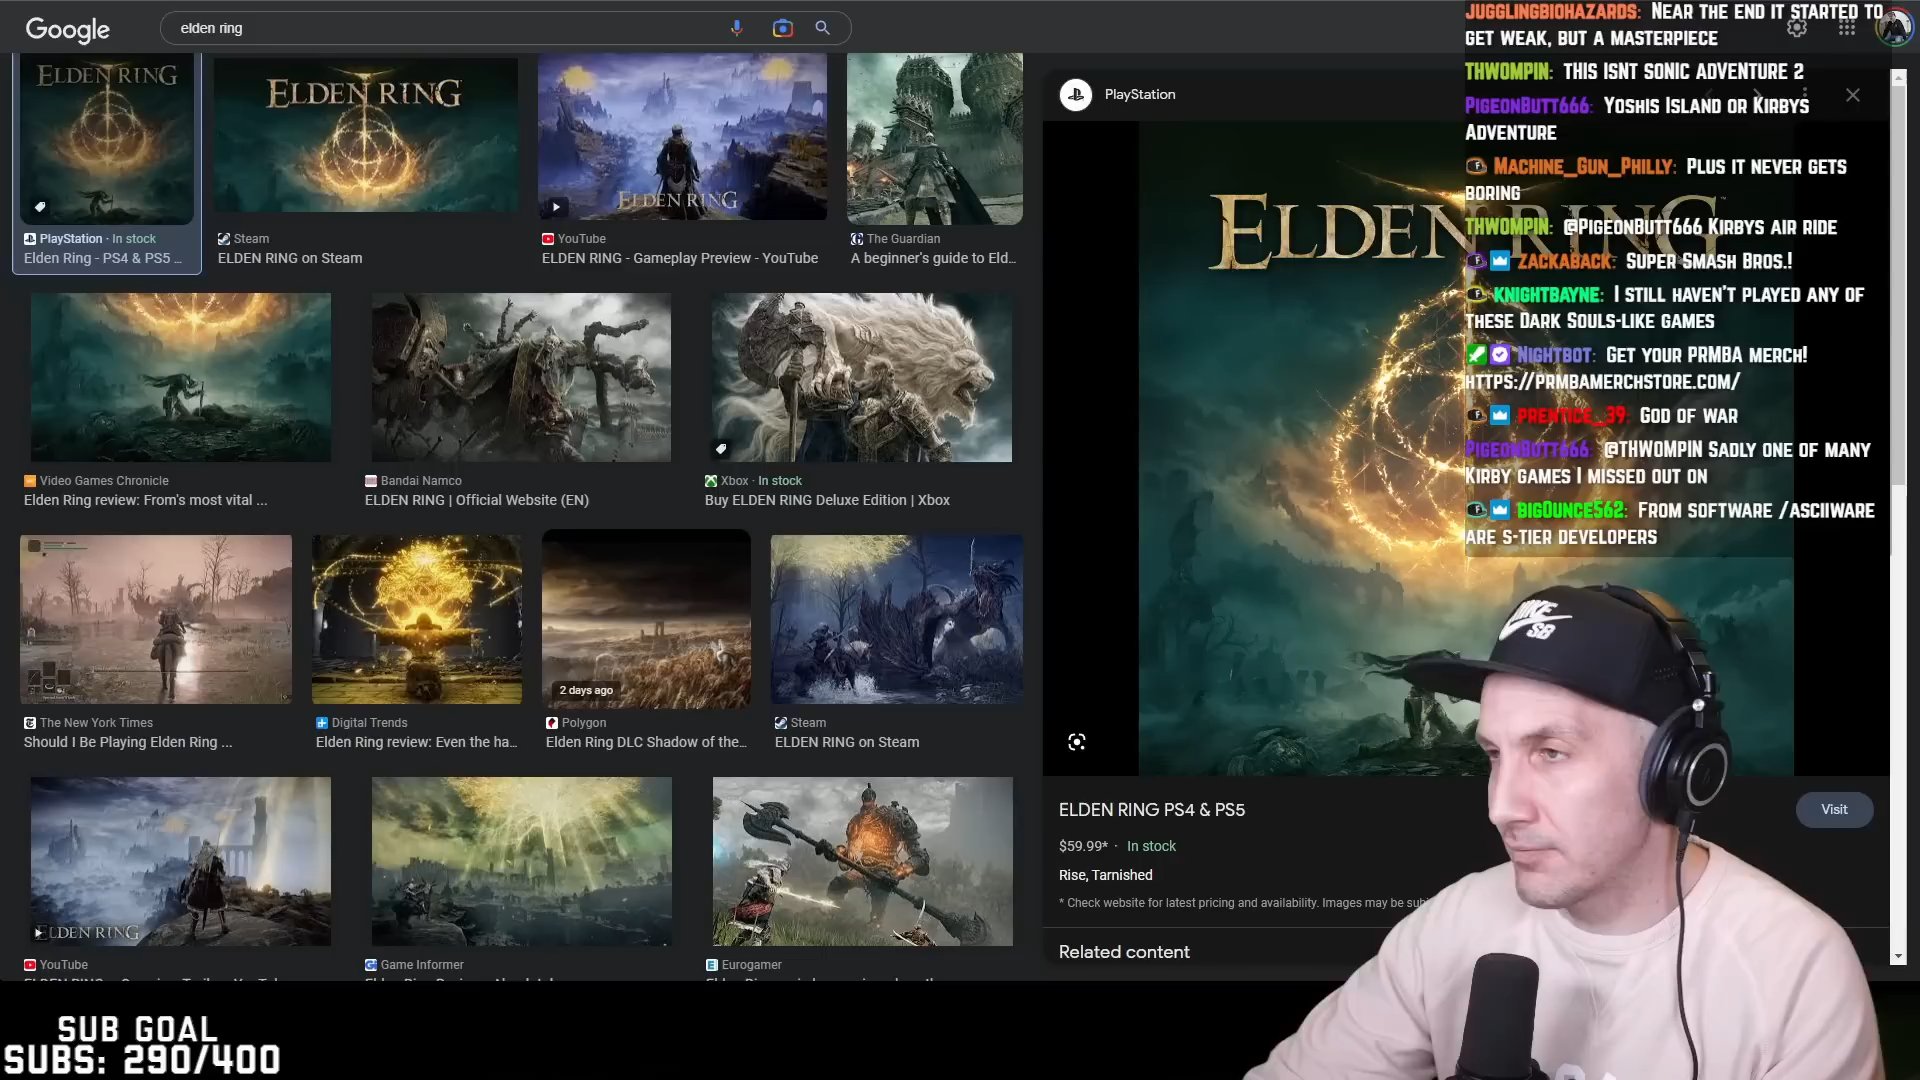 Google
elden ring
ELDEN RING
PlayStation · In stock
Elden Ring - PS4 & PS5 ...
ELDEN RING
Steam
ELDEN RING on Steam
ELDEN RING
YouTube
ELDEN RING - Gameplay Preview - YouTube
The Guardian
A beginner's guide to Eld...
Video Games Chronicle
Elden Ring review: From's most vital ...
Bandai Namco
ELDEN RING | Official Website (EN)
Xbox · In stock
Buy ELDEN RING Deluxe Edition | Xbox
The New York Times
Should I Be Playing Elden Ring ...
Digital Trends
Elden Ring review: Even the ha...
2 days ago
Polygon
Elden Ring DLC Shadow of the...
Steam
ELDEN RING on Steam
ELDEN RING
YouTube
Game Informer
Eurogamer
PlayStation
ELDEN RING
ELDEN RING PS4 & PS5
Visit
$59.99* · In stock
Rise, Tarnished
* Check website for latest pricing and availability. Images may be
Related content
JUGGLINGBIOHAZARDS: NEAR THE END IT STARTED TO
GET WEAK, BUT A MASTERPIECE
THWOMPIN: THIS ISNT SONIC ADVENTURE 2
PIGEONBUTT666: YOSHIS ISLAND OR KIRBYS
ADVENTURE
MACHINE_GUN_PHILLY: PLUS IT NEVER GETS
BORING
THWOMPIN: @PIGEONBUTT666 KIRBYS AIR RIDE
ZACKABACK: SUPER SMASH BROS.!
KNIGHTBAYNE: I STILL HAVEN'T PLAYED ANY OF
THESE DARK SOULS-LIKE GAMES
NIGHTBOT: GET YOUR PRMBA MERCH!
HTTPS://PRMBAMERCHSTORE.COM/
PRENTICE_39: GOD OF WAR
PIGEONBUTT666: @THWOMPIN SADLY ONE OF MANY
KIRBY GAMES I MISSED OUT ON
BIGOUNCE562: FROM SOFTWARE /ASCIIWARE
ARE S-TIER DEVELOPERS
NIKE
SB
SUB GOAL
SUBS: 290/400